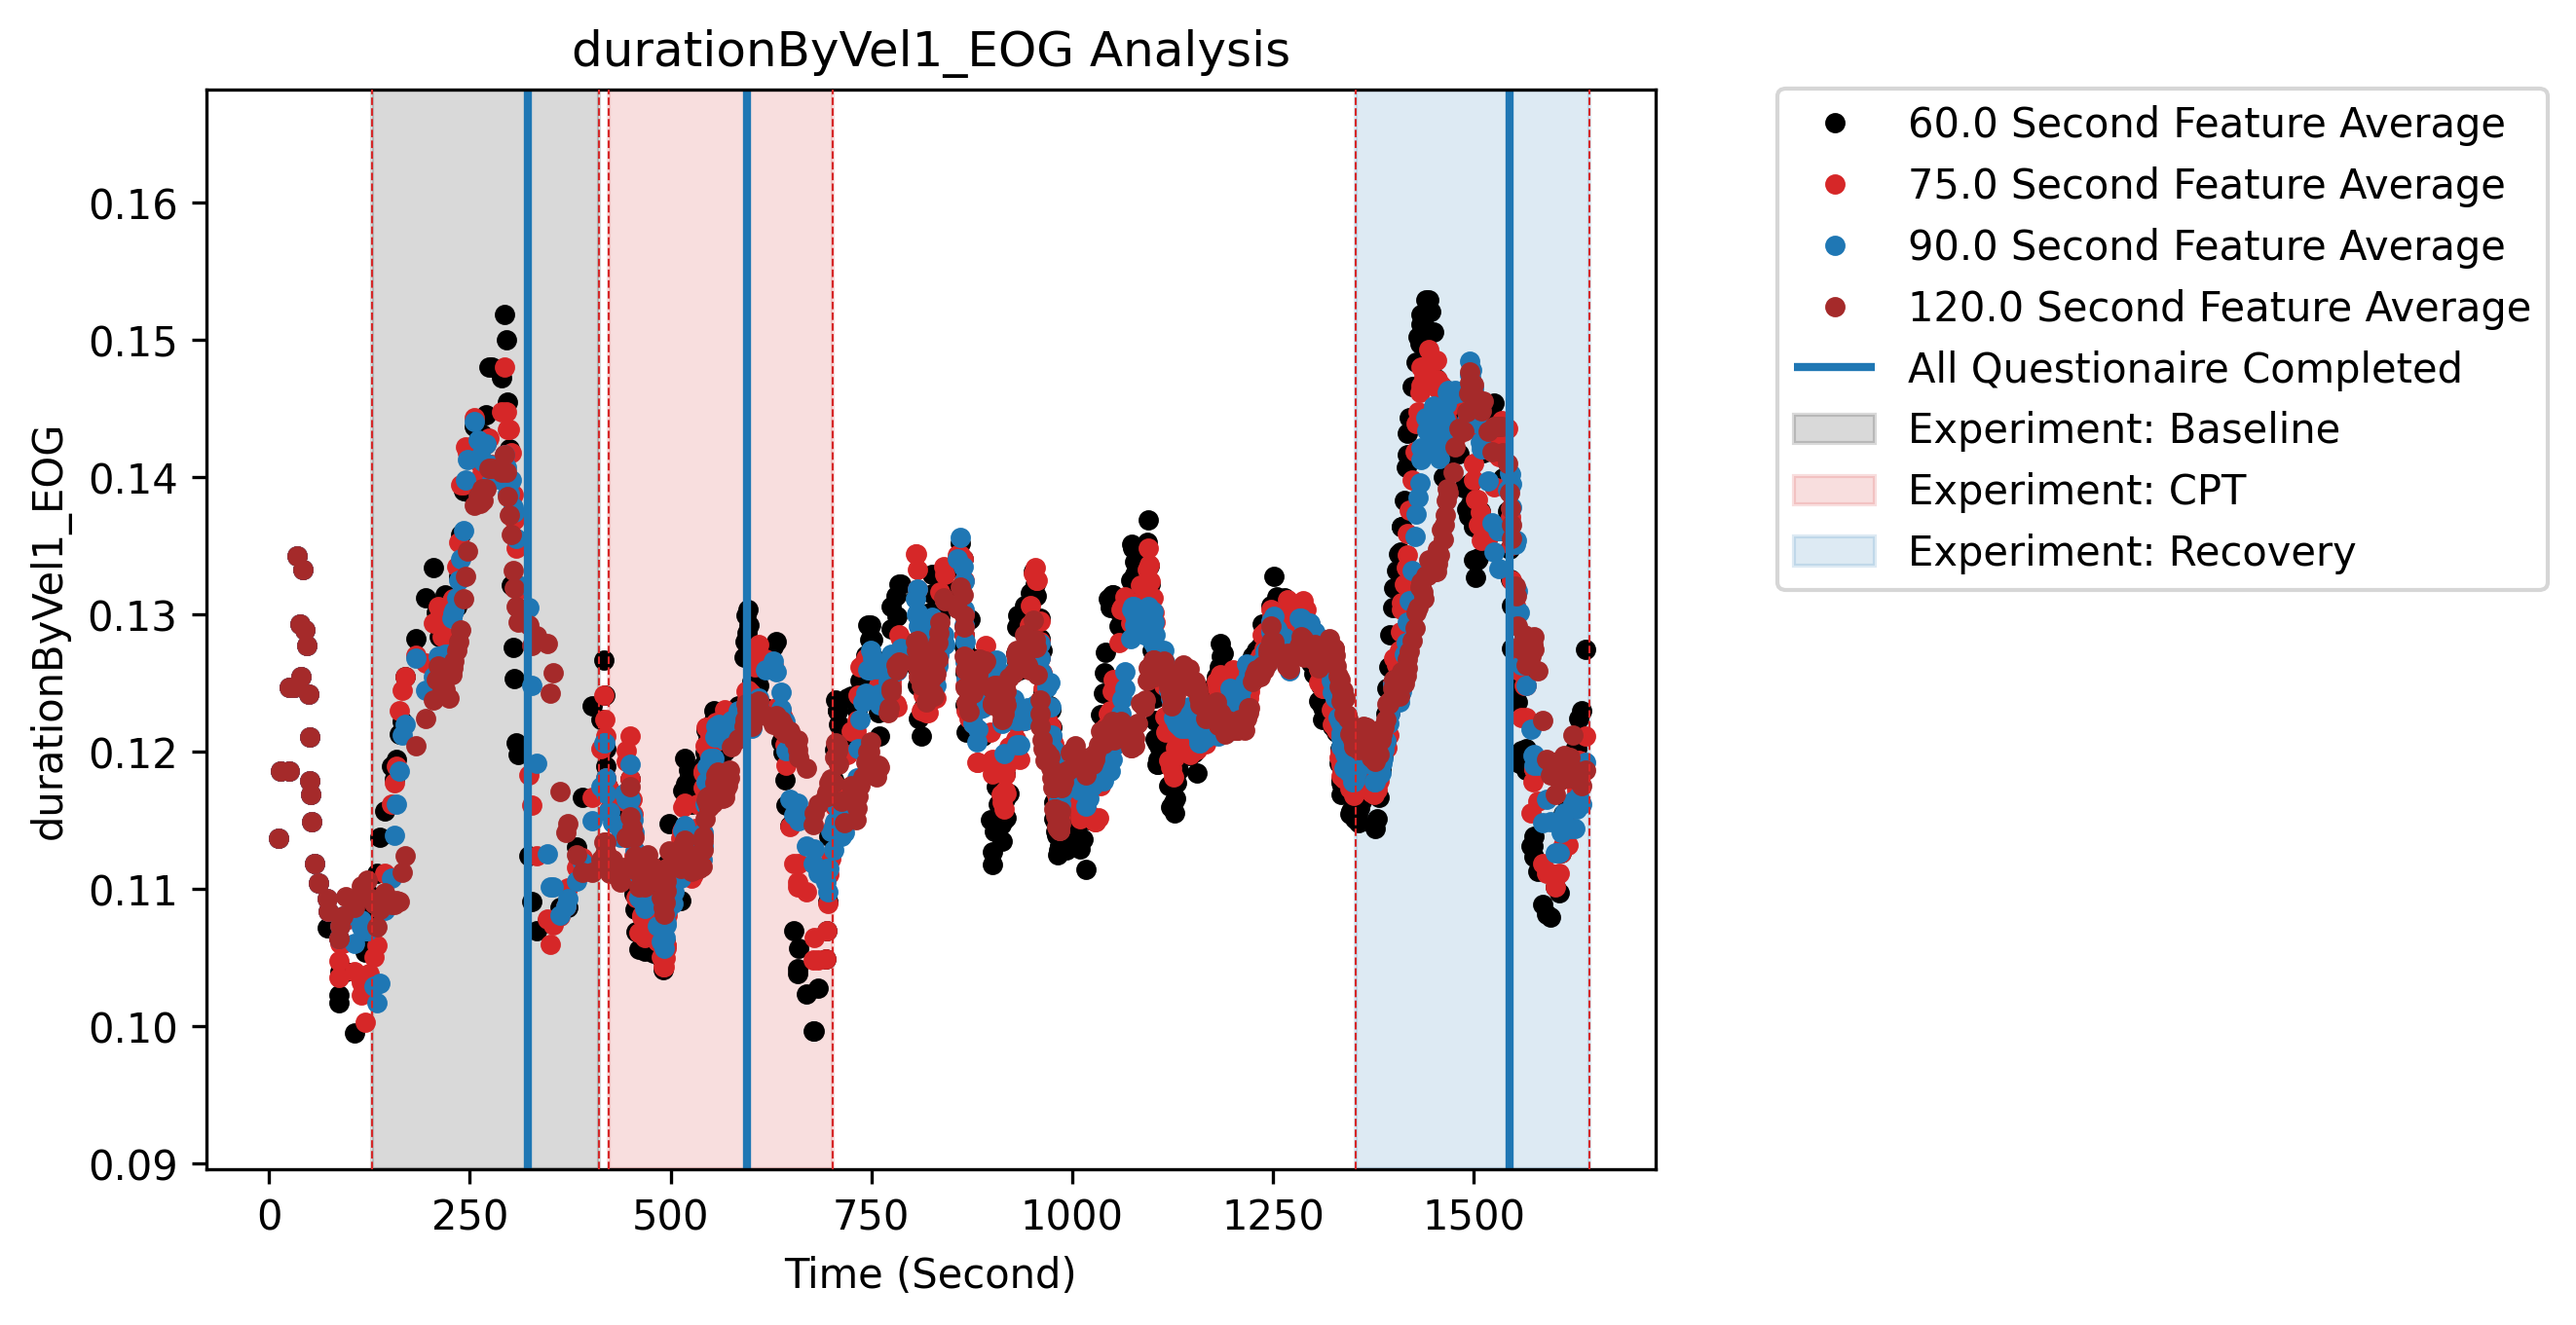 durationByVel1_EOG Analysis
durationByVel1_EOG
0.16
0.15
0.14
0.13
0.12
0.11
0.10
0.09
0
250
500
750
1000
1250
1500
Time (Second)
60.0 Second Feature Average
75.0 Second Feature Average
90.0 Second Feature Average
120.0 Second Feature Average
All Questionaire Completed
Experiment: Baseline
Experiment: CPT
Experiment: Recovery